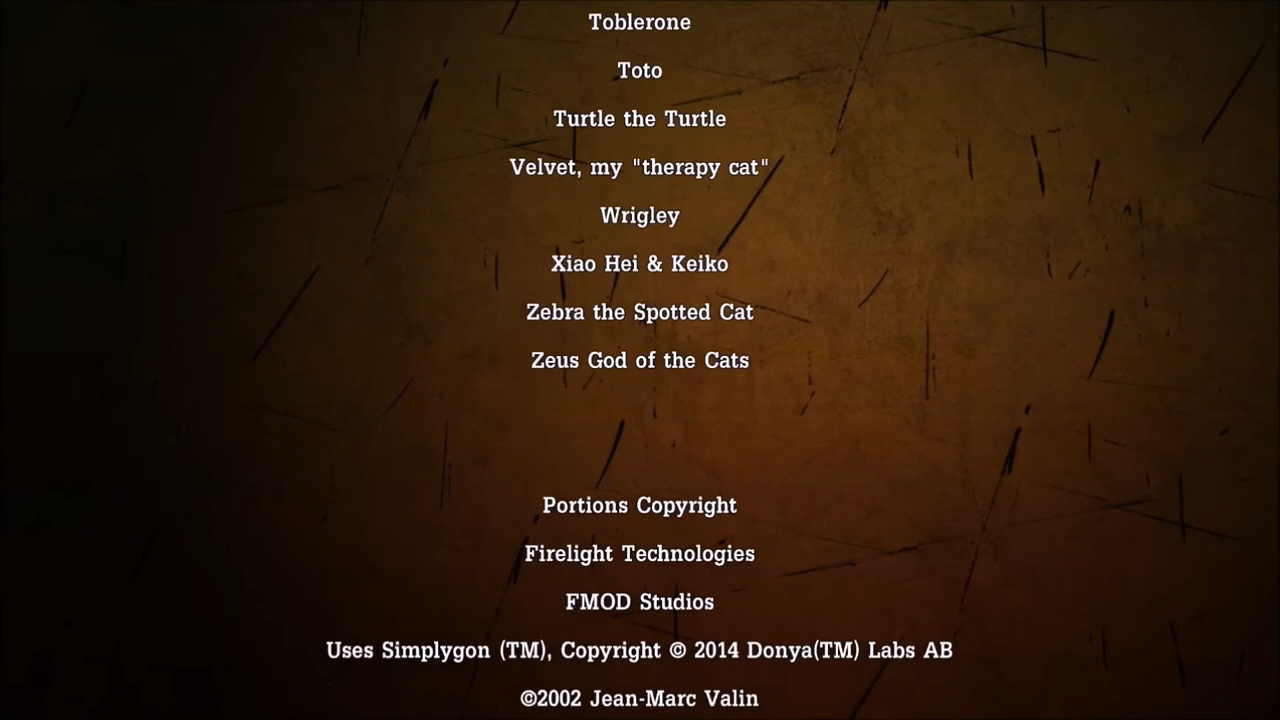 Toblerone
Toto
Turtle the Turtle
Velvet, my "therapy cat"
Wrigley
Xiao Hei & Keiko
Zebra the Spotted Cat
Zeus God of the Cats
Portions Copyright
Firelight Technologies
FMOD Studios
Uses Simplygon (TM), Copyright © 2014 Donya(TM) Labs AB
©2002 Jean-Marc Valin